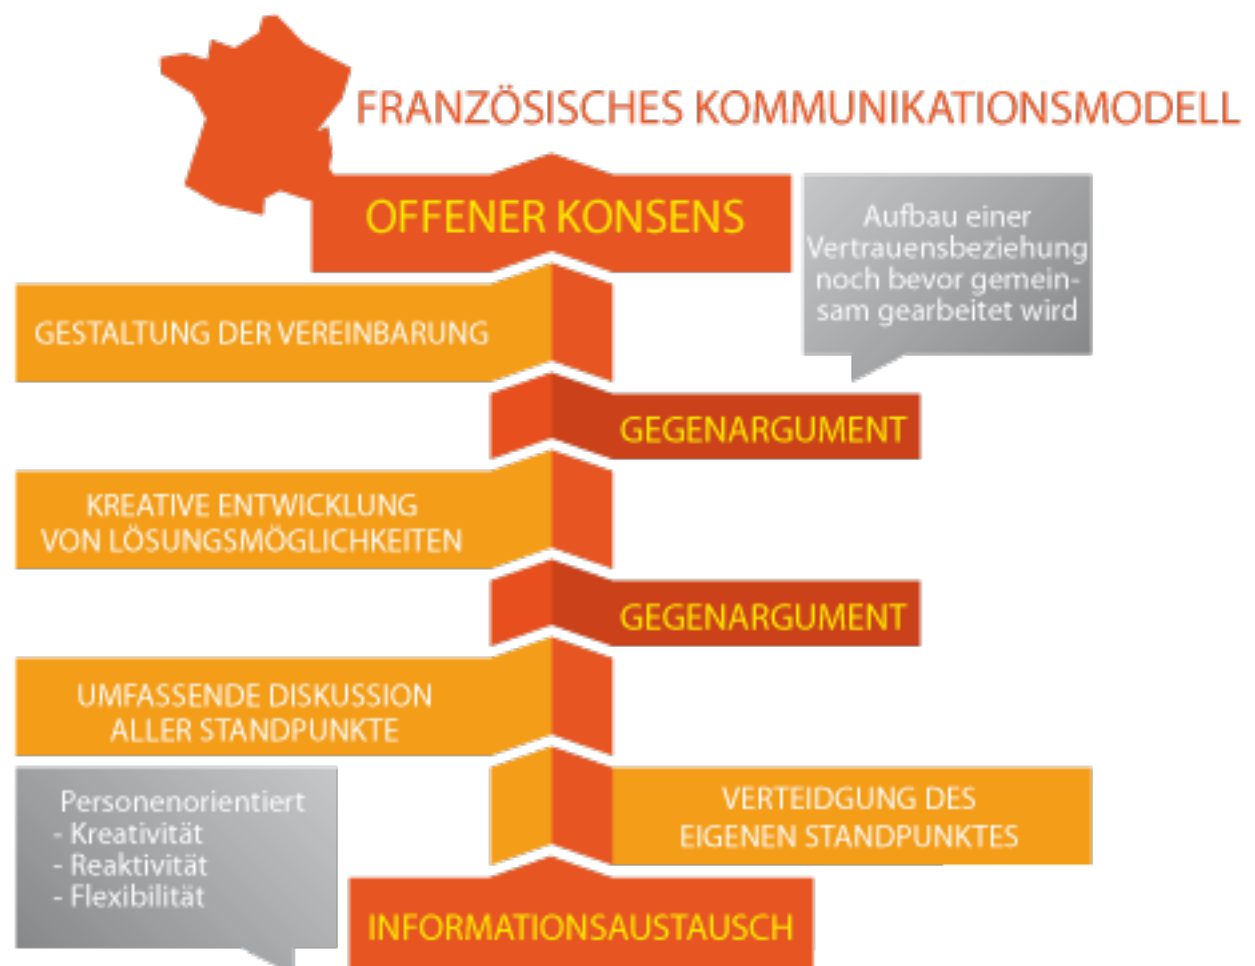 FRANZÖSISCHES KOMMUNIKATIONSMODELL
OFFENER KONSENS
Aufbau einer
Vertrauensbeziehung
noch bevor gemein-
sam gearbeitet wird
GESTALTUNG DER VEREINBARUNG
GEGENARGUMENT
KREATIVE ENTWICKLUNG
VON LÖSUNGSMÖGLICHKEITEN
GEGENARGUMENT
UMFASSENDE DISKUSSION
ALLER STANDPUNKTE
VERTEIDGUNG DES
EIGENEN STANDPUNKTES
Personenorientiert
- Kreativität
- Reaktivität
- Flexibilität
INFORMATIONSAUSTAUSCH